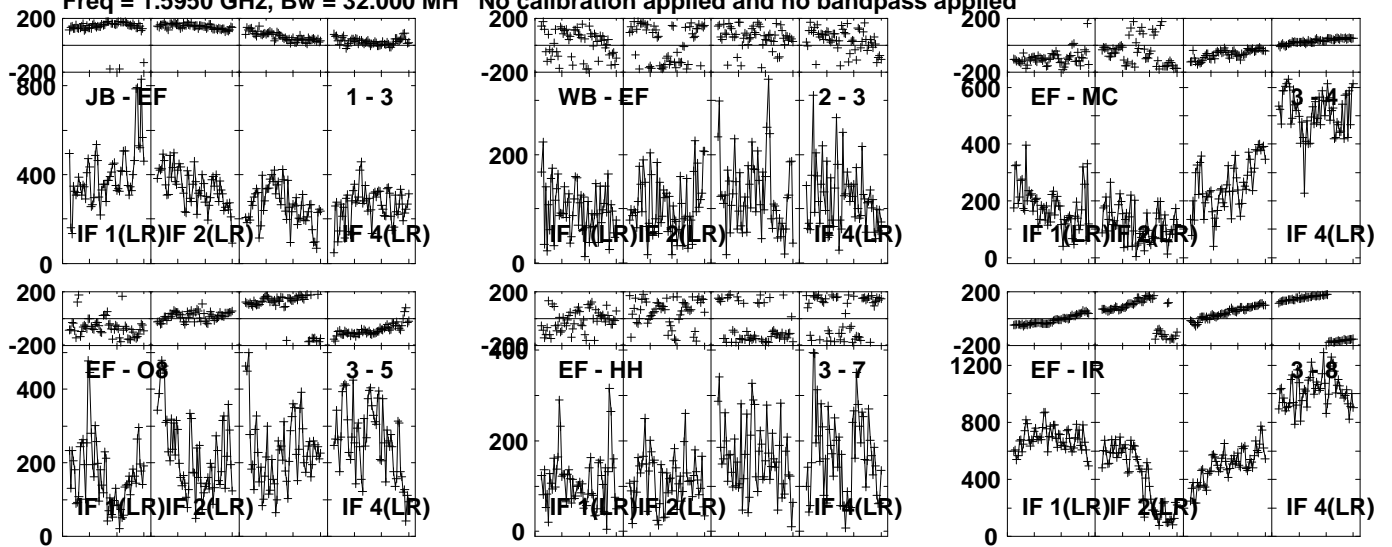 Freq = 1.5950 GHz, Bw = 32.000 MH No calibration applied and no bandpass applied
200
-200
800
400
0
JB - EF 1 - 3
IF 1(LR) IF 2(LR) IF 4(LR)
200
-200
200
0
WB - EF 2 - 3
IF 1(LR) IF 2(LR) IF 4(LR)
200
-200
600
400
200
0
EF - MC 3 - 4
IF 1(LR) IF 2(LR) IF 4(LR)
200
-200
400
200
0
EF - O8 3 - 5
IF 1(LR) IF 2(LR) IF 4(LR)
200
-200
400
200
0
EF - HH 3 - 7
IF 1(LR) IF 2(LR) IF 4(LR)
200
-200
1200
800
400
0
EF - IR 3 - 8
IF 1(LR) IF 2(LR) IF 4(LR)